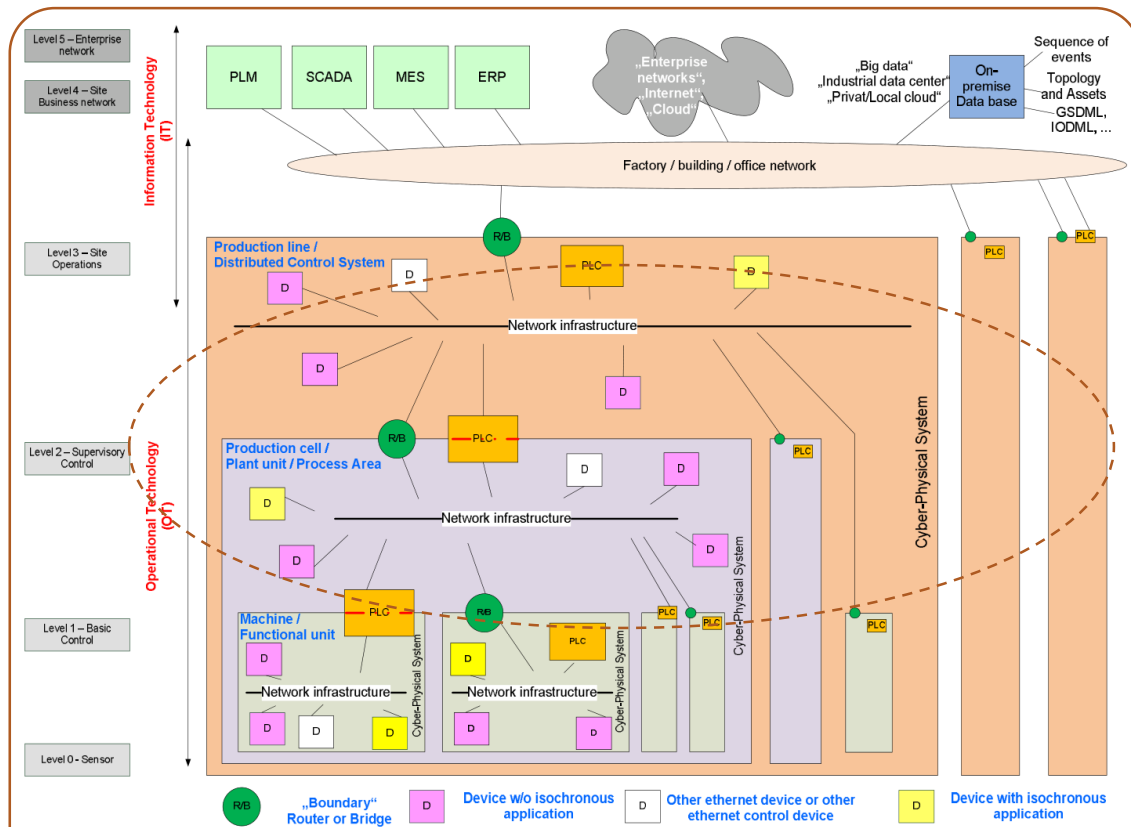 Level 5 – Enterprise
network
Level 4 – Site
Business network
Information Technology
(IT)
PLM
SCADA
MES
ERP
„Enterprise
networks“,
„Internet“,
„Cloud“
„Big data“
„Industrial data center“
„Privat/Local cloud“
On-
premise
Data base
Sequence of
events
Topology
and Assets
GSDML,
IODML, ...
Factory / building / office network
Level 3 – Site
Operations
R/B
Production line /
Distributed Control System
D
D
PLC
D
PLC
PLC
Network infrastructure
D
D
Cyber-Physical System
Level 2 – Supervisory
Control
Operational Technology
(OT)
R/B
PLC
Production cell /
Plant unit / Process Area
PLC
D
D
D
Network infrastructure
D
D
Cyber-Physical System
Level 1 – Basic
Control
Machine /
Functional unit
PLC
R/B
PLC
PLC
PLC
PLC
D
D
Network infrastructure
Network infrastructure
Cyber-Physical System
Cyber-Physical System
D
D
D
D
D
Level 0 - Sensor
R/B
„Boundary“
Router or Bridge
D
Device w/o isochronous
application
D
Other ethernet device or other
ethernet control device
D
Device with isochronous
application